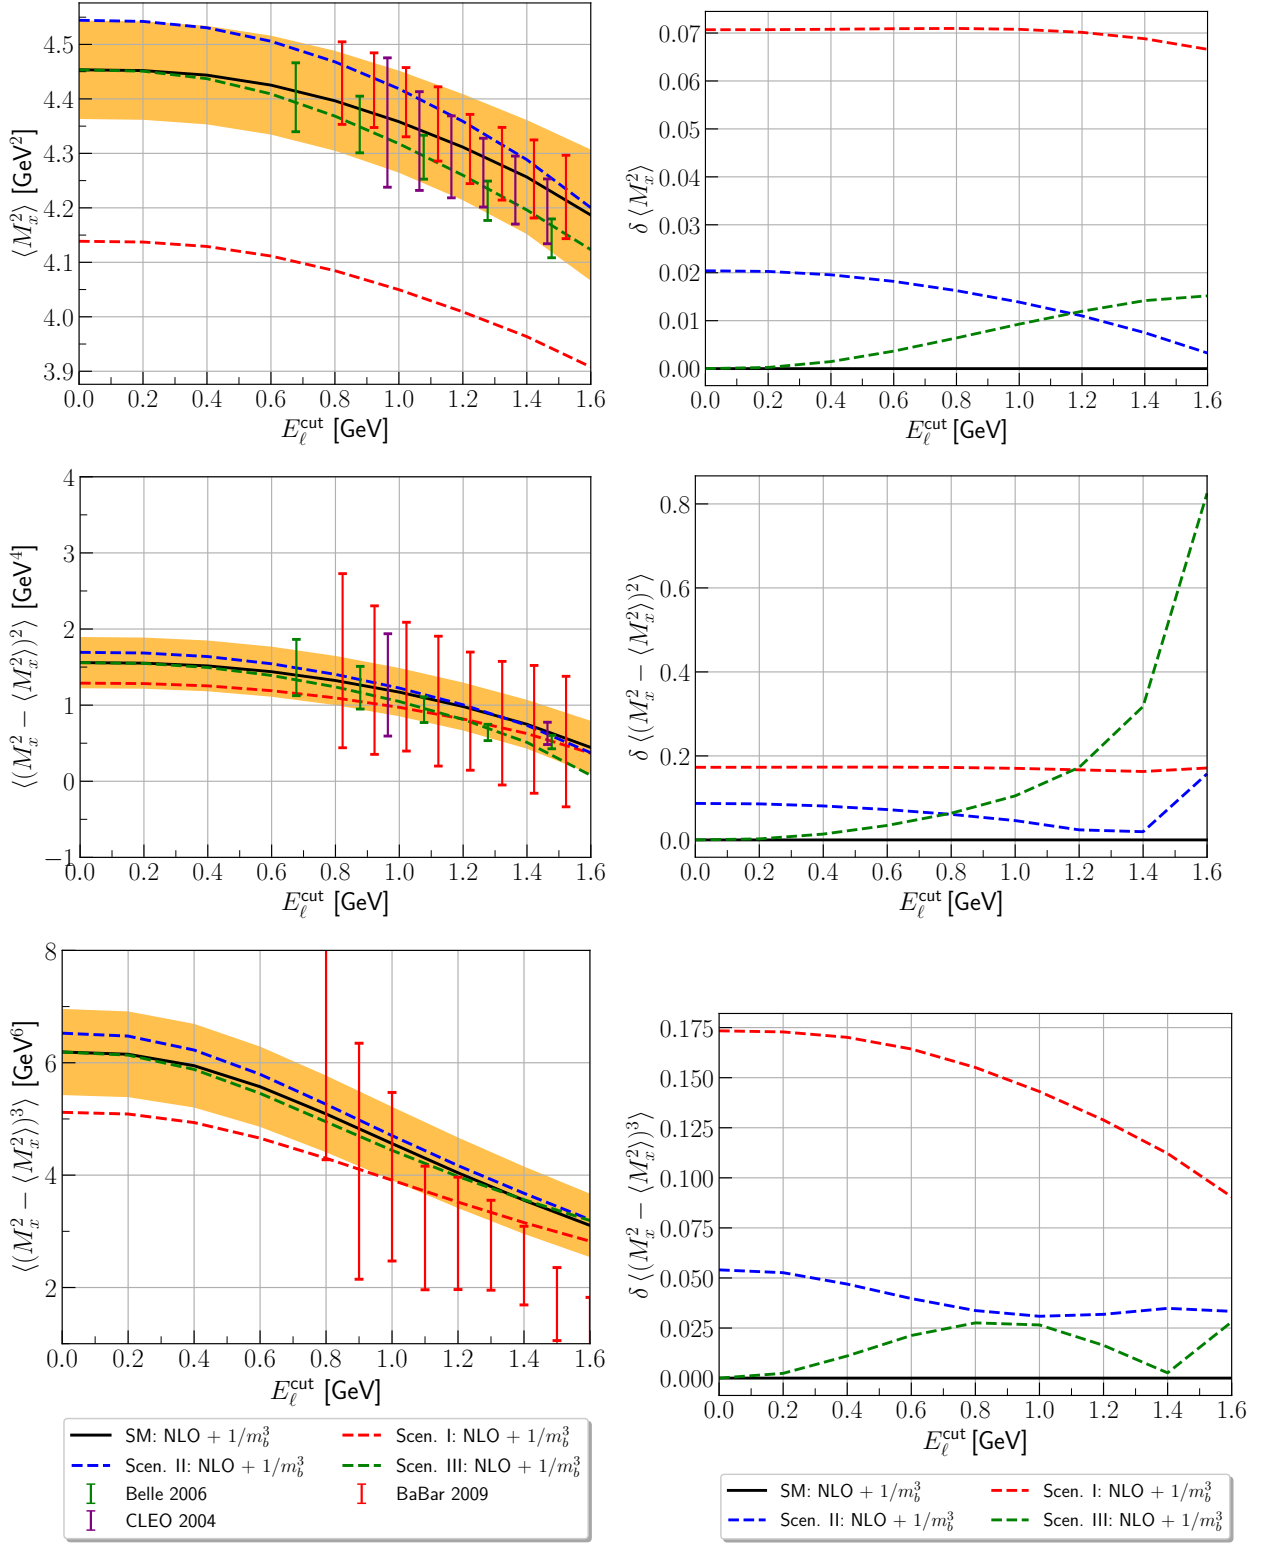 ⟨M_x^2⟩ [GeV^2]
4.5
4.4
4.3
4.2
4.1
4.0
3.9
0.0 0.2 0.4 0.6 0.8 1.0 1.2 1.4 1.6
E_ℓ^cut [GeV]
δ ⟨M_x^2⟩
0.07
0.06
0.05
0.04
0.03
0.02
0.01
0.00
0.0 0.2 0.4 0.6 0.8 1.0 1.2 1.4 1.6
E_ℓ^cut [GeV]
⟨(M_x^2 − ⟨M_x^2⟩)^2⟩ [GeV^4]
4
3
2
1
0
−1
0.0 0.2 0.4 0.6 0.8 1.0 1.2 1.4 1.6
E_ℓ^cut [GeV]
δ ⟨(M_x^2 − ⟨M_x^2⟩)^2⟩
0.8
0.6
0.4
0.2
0.0
0.0 0.2 0.4 0.6 0.8 1.0 1.2 1.4 1.6
E_ℓ^cut [GeV]
⟨(M_x^2 − ⟨M_x^2⟩)^3⟩ [GeV^6]
8
6
4
2
0.0 0.2 0.4 0.6 0.8 1.0 1.2 1.4 1.6
E_ℓ^cut [GeV]
SM: NLO + 1/m_b^3
Scen. II: NLO + 1/m_b^3
Belle 2006
CLEO 2004
Scen. I: NLO + 1/m_b^3
Scen. III: NLO + 1/m_b^3
BaBar 2009
δ ⟨(M_x^2 − ⟨M_x^2⟩)^3⟩
0.175
0.150
0.125
0.100
0.075
0.050
0.025
0.000
0.0 0.2 0.4 0.6 0.8 1.0 1.2 1.4 1.6
E_ℓ^cut [GeV]
SM: NLO + 1/m_b^3
Scen. II: NLO + 1/m_b^3
Scen. I: NLO + 1/m_b^3
Scen. III: NLO + 1/m_b^3